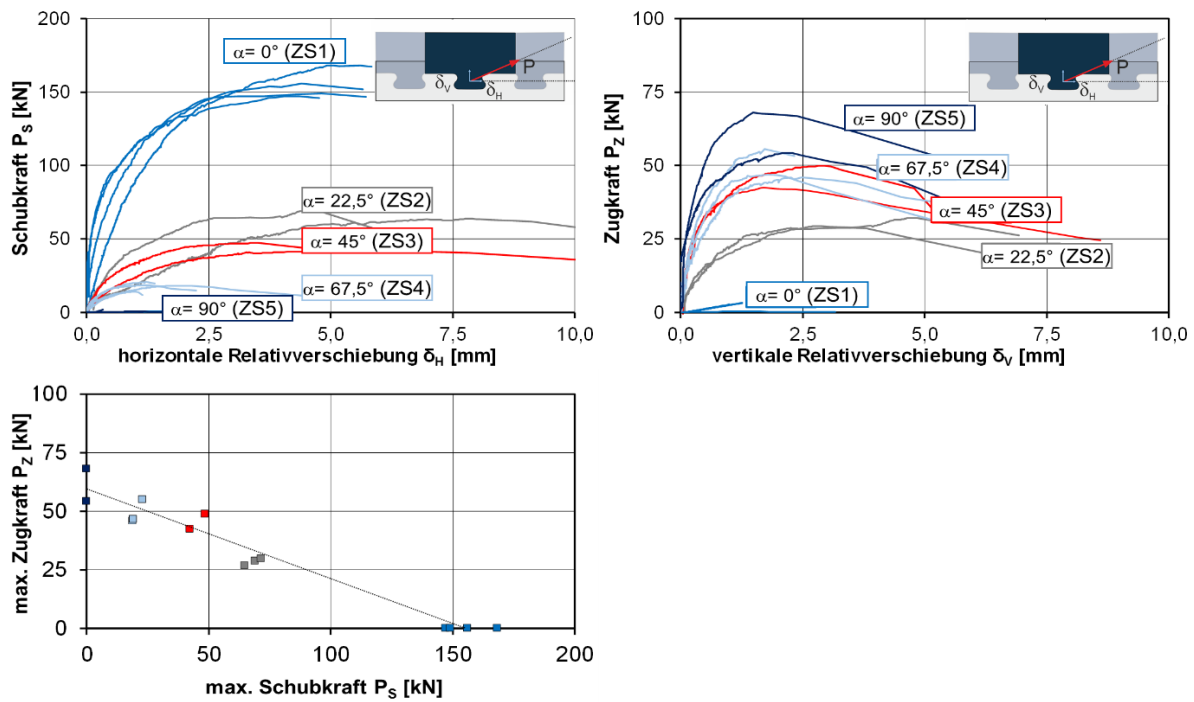 200
150
100
50
0
Schubkraft P_S [kN]
α= 0° (ZS1)
α= 22,5° (ZS2)
α= 45° (ZS3)
α= 67,5° (ZS4)
α= 90° (ZS5)
P
δ_V
δ_H
0,0 2,5 5,0 7,5 10,0
horizontale Relativverschiebung δ_H [mm]
100
75
50
25
0
Zugkraft P_Z [kN]
P
δ_V
δ_H
α= 90° (ZS5)
α= 67,5° (ZS4)
α= 45° (ZS3)
α= 22,5° (ZS2)
α= 0° (ZS1)
0,0 2,5 5,0 7,5 10,0
vertikale Relativverschiebung δ_V [mm]
100
75
50
25
0
max. Zugkraft P_Z [kN]
0 50 100 150 200
max. Schubkraft P_S [kN]